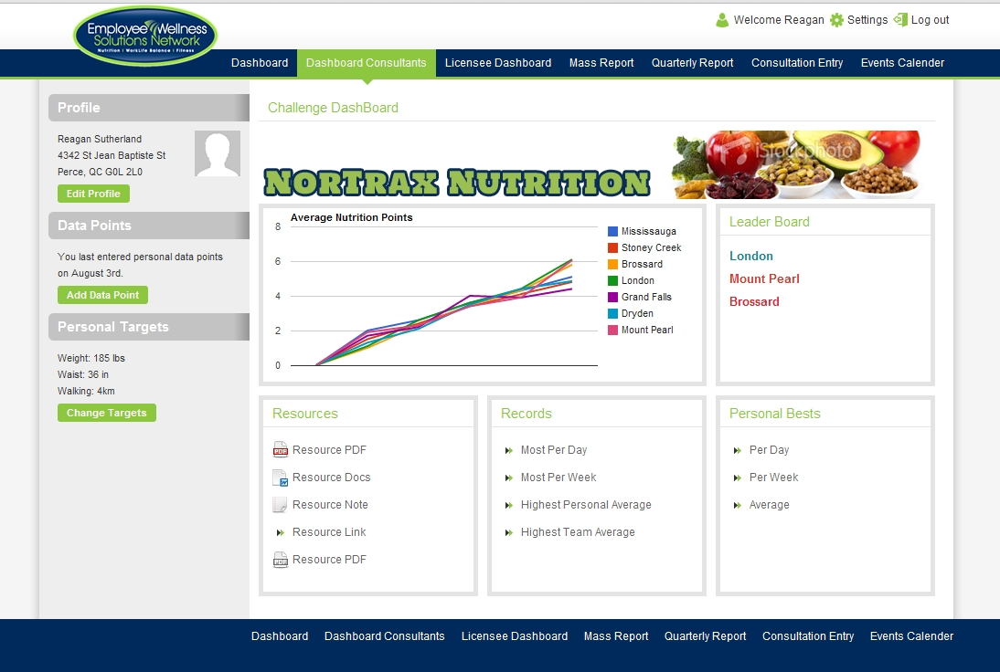 Employee Wellness
Solutions Network
Nutrition | WorkLife Balance | Fitness
Welcome Reagan Settings Log out
Dashboard Dashboard Consultants Licensee Dashboard Mass Report Quarterly Report Consultation Entry Events Calender
Profile
Reagan Sutherland
4342 St Jean Baptiste St
Perce, QC G0L 2L0
Edit Profile
Data Points
You last entered personal data points
on August 3rd.
Add Data Point
Personal Targets
Weight: 185 lbs
Waist: 36 in
Walking: 4km
Change Targets
Challenge DashBoard
NorTrax Nutrition
iStockphoto
Average Nutrition Points
8
6
4
2
0
Mississauga
Stoney Creek
Brossard
London
Grand Falls
Dryden
Mount Pearl
Leader Board
London
Mount Pearl
Brossard
Resources
PDF Resource PDF
W Resource Docs
Resource Note
Resource Link
PDF Resource PDF
Records
Most Per Day
Most Per Week
Highest Personal Average
Highest Team Average
Personal Bests
Per Day
Per Week
Average
Dashboard Dashboard Consultants Licensee Dashboard Mass Report Quarterly Report Consultation Entry Events Calender